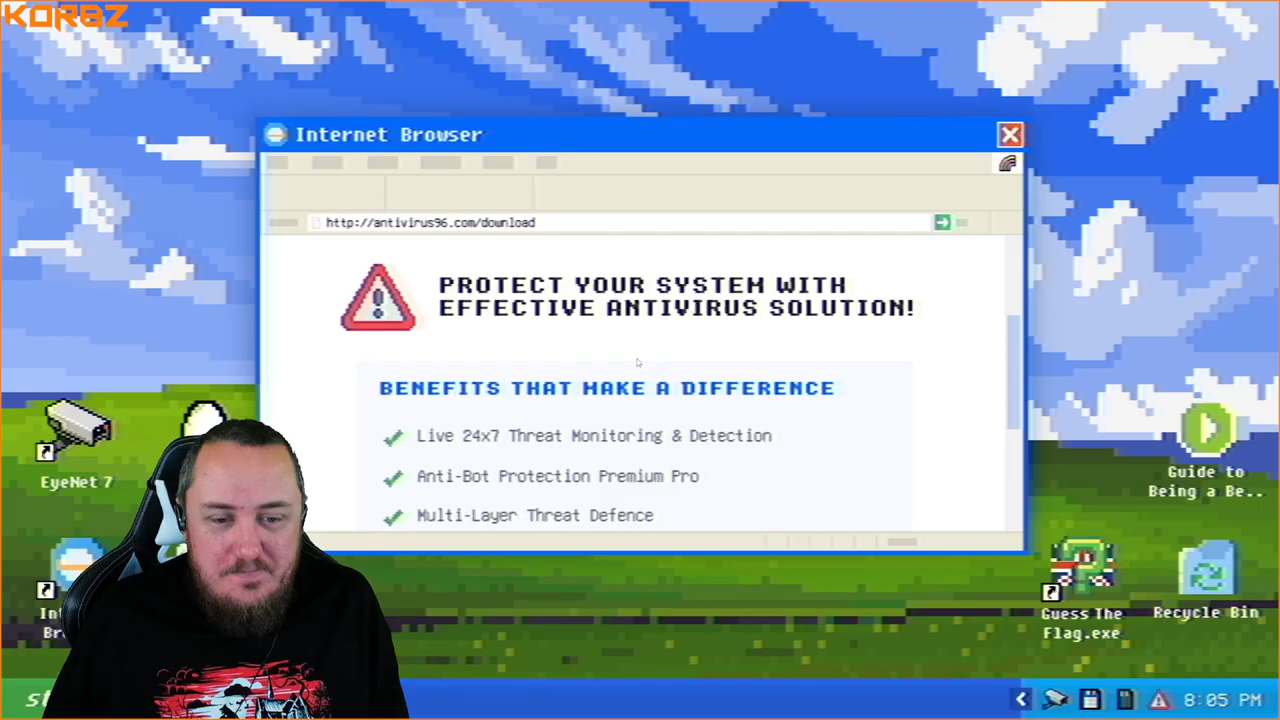 KORBZ
Internet Browser
http://antivirus96.com/download
PROTECT YOUR SYSTEM WITH
EFFECTIVE ANTIVIRUS SOLUTION!
BENEFITS THAT MAKE A DIFFERENCE
Live 24x7 Threat Monitoring & Detection
Anti-Bot Protection Premium Pro
Multi-Layer Threat Defence
EyeNet 7
Guide to
Being a Be..
Guess The
Flag.exe
Recycle Bin
8:05 PM